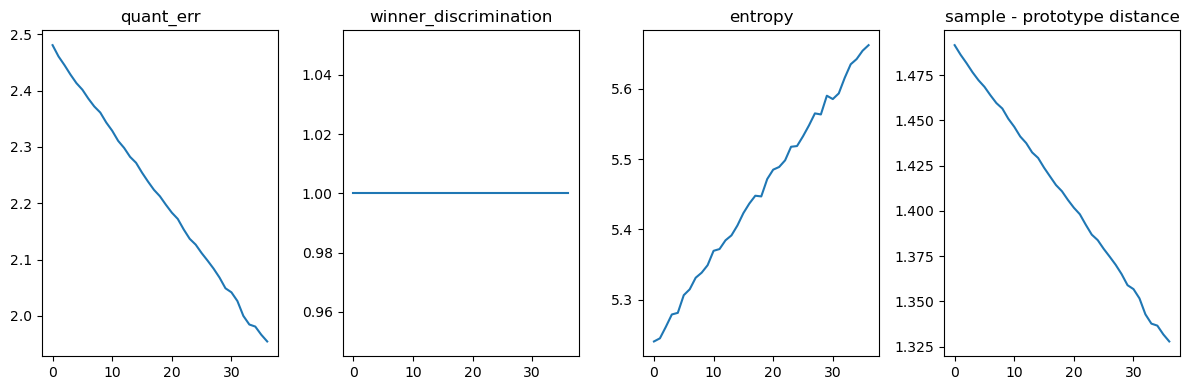 quant_err
2.5
2.4
2.3
2.2
2.1
2.0
0 10 20 30
winner_discrimination
1.04
1.02
1.00
0.98
0.96
0 10 20 30
entropy
5.6
5.5
5.4
5.3
0 10 20 30
sample - prototype distance
1.475
1.450
1.425
1.400
1.375
1.350
1.320
0 10 20 30